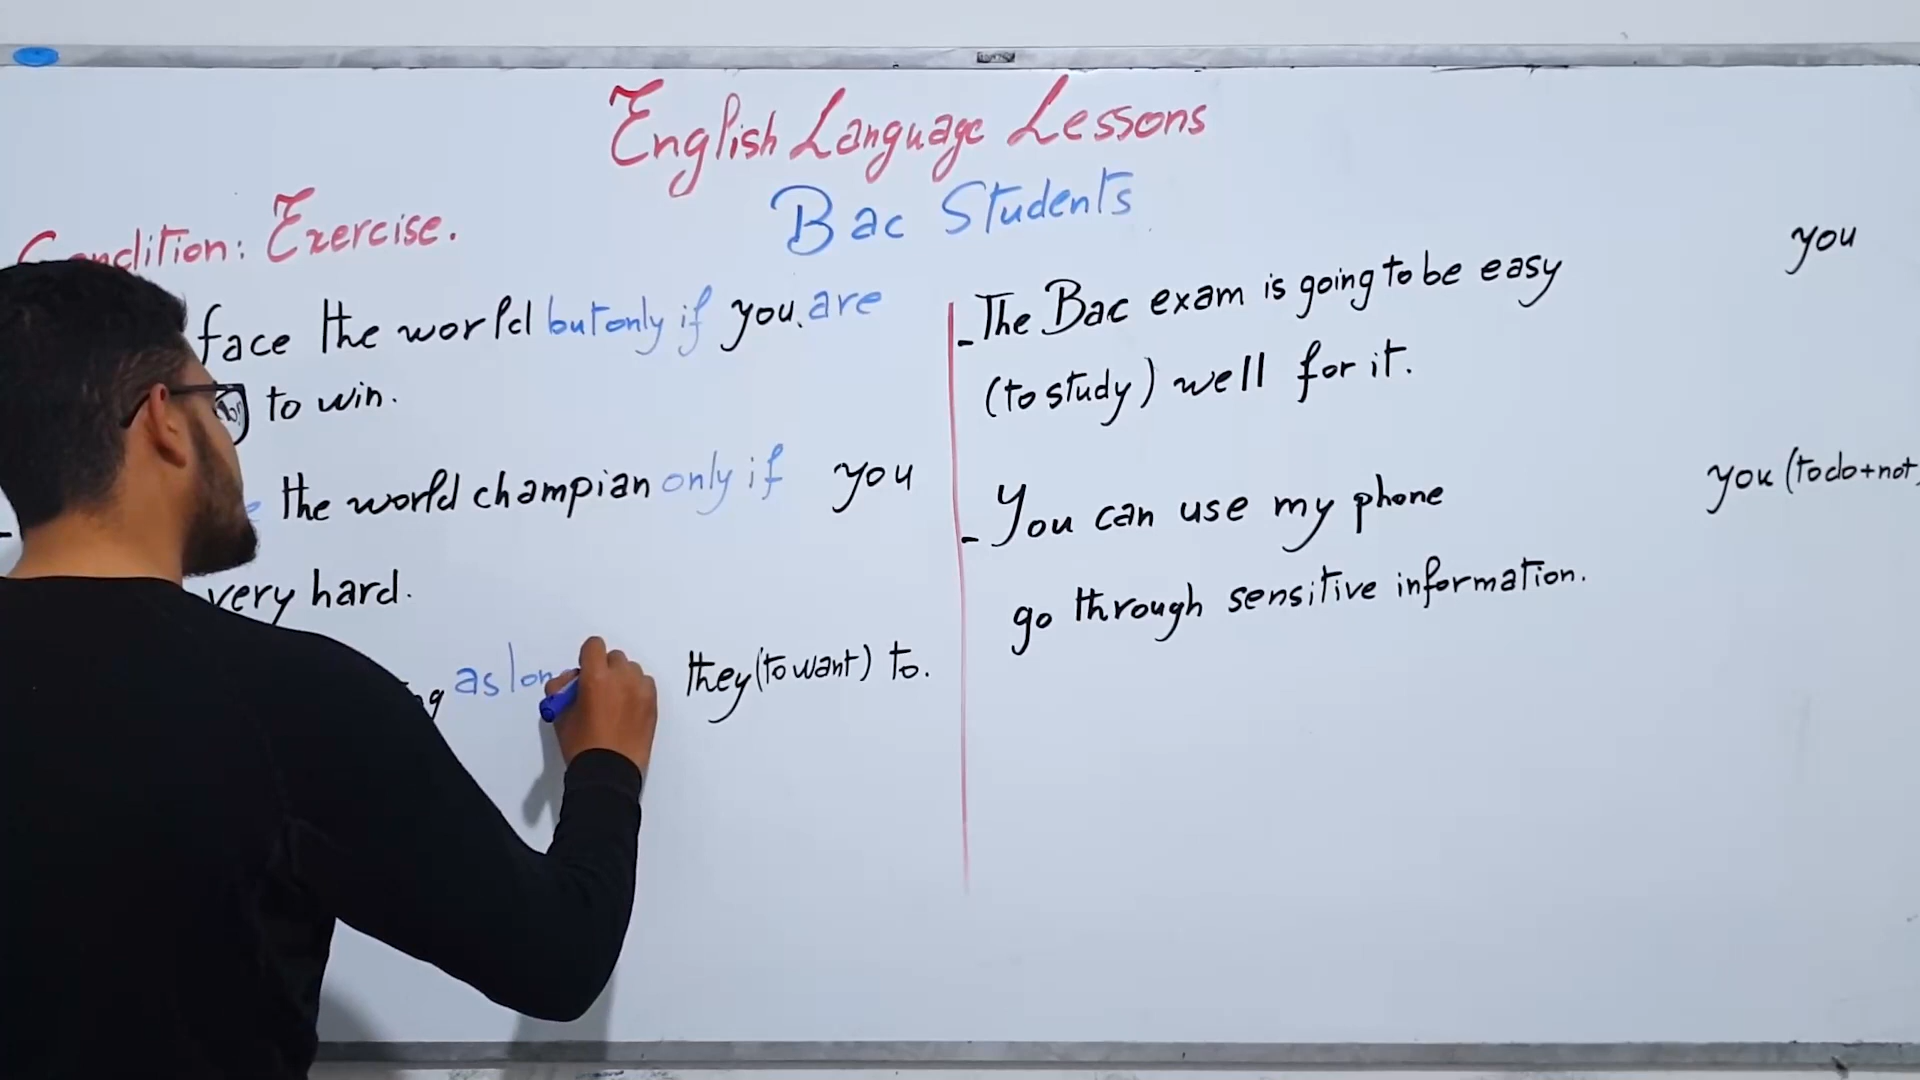 English Language Lessons
Bac Students
Condition: Exercise.
face the world but only if you are
to win.
the world champian only if you
very hard.
as lon they (to want) to.
- The Bac exam is going to be easy you
(to study) well for it.
- You can use my phone you (to do + not
go through sensitive information.